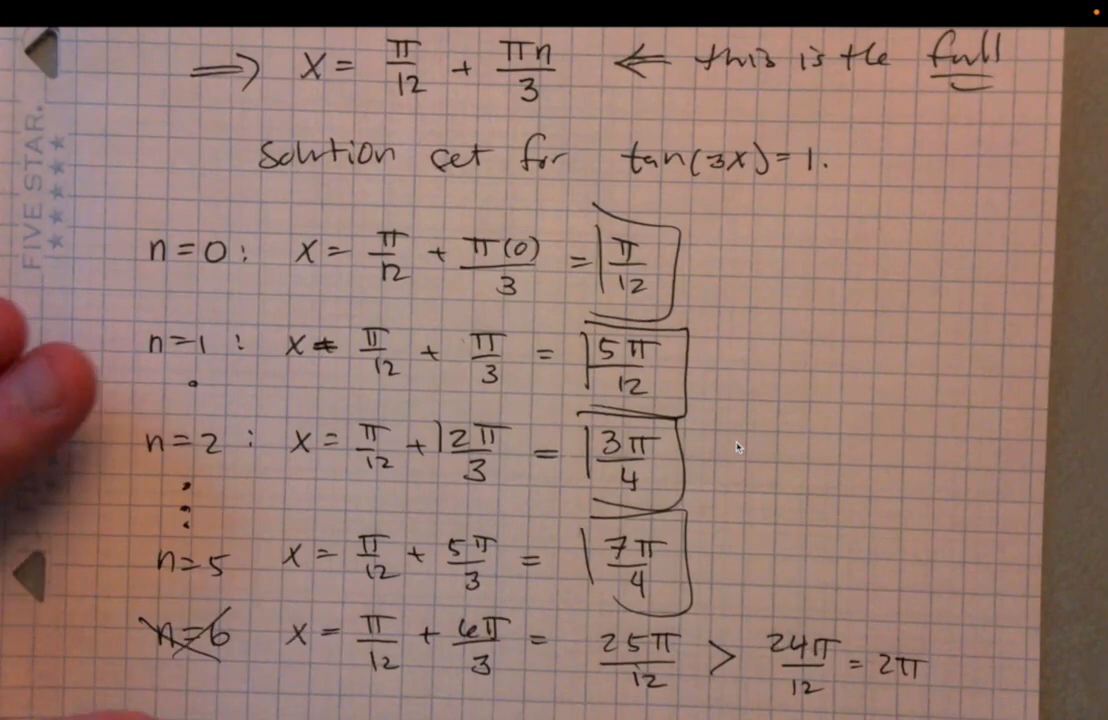 ⟹ x = π/12 + πn/3 ← this is the full
solution set for tan(3x) = 1.
n=0: x = π/12 + π(0)/3 = π/12
n=1: x = π/12 + π/3 = 5π/12
n=2: x = π/12 + 2π/3 = 3π/4
⋮
n=5 x = π/12 + 5π/3 = 7π/4
n=6 x = π/12 + 6π/3 = 25π/12 > 24π/12 = 2π
FIVE STAR.
★★★★★